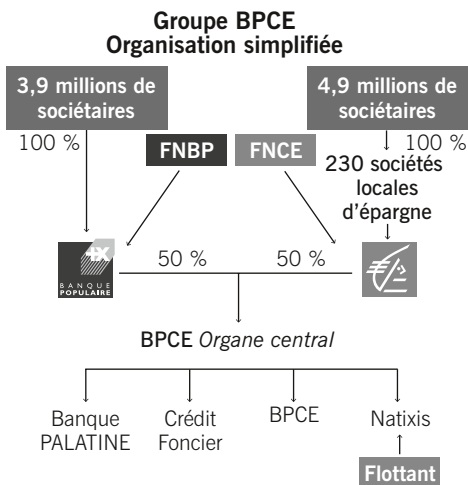 Groupe BPCE
Organisation simplifiée
3,9 millions de
sociétaires
4,9 millions de
sociétaires
100 %
FNBP
FNCE
100 %
230 sociétés
locales
d'épargne
BANQUE
POPULAIRE
50 %
50 %
BPCE Organe central
Banque
PALATINE
Crédit
Foncier
BPCE
Natixis
Flottant